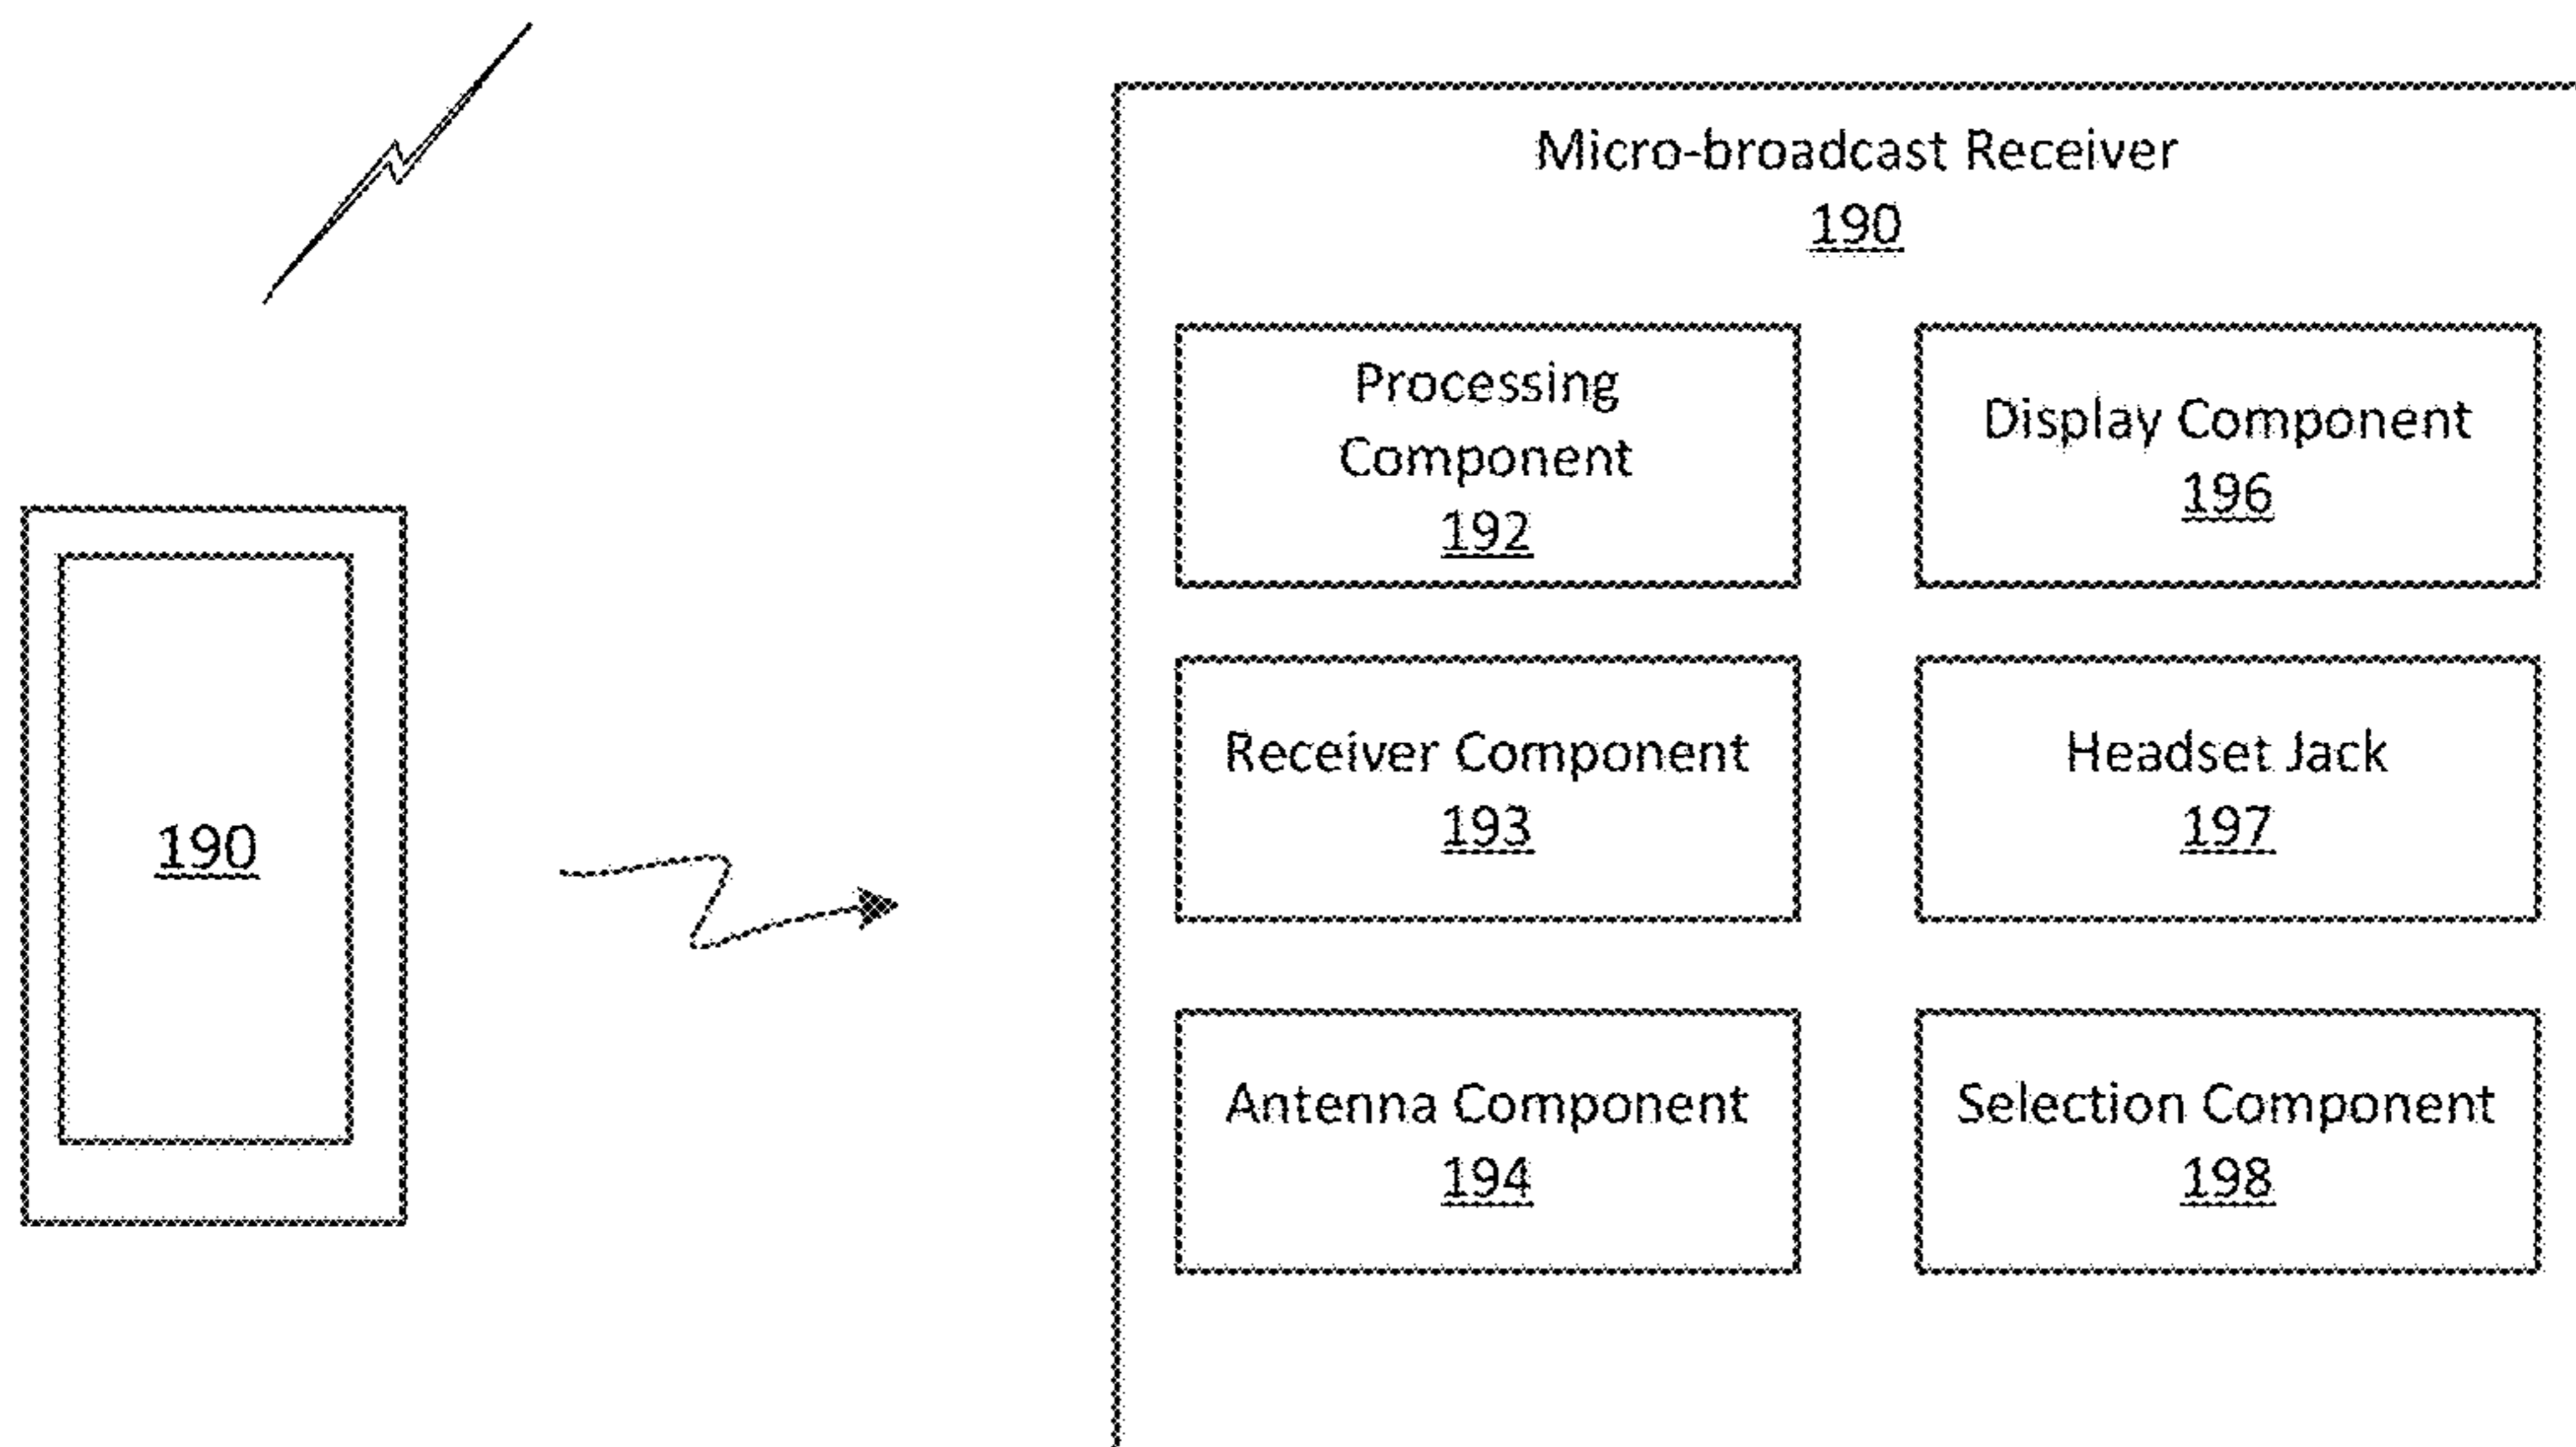 Micro-broadcast Receiver
190
Processing
Component
192
Display Component
196
Receiver Component
193
Headset Jack
197
Antenna Component
194
Selection Component
198
190